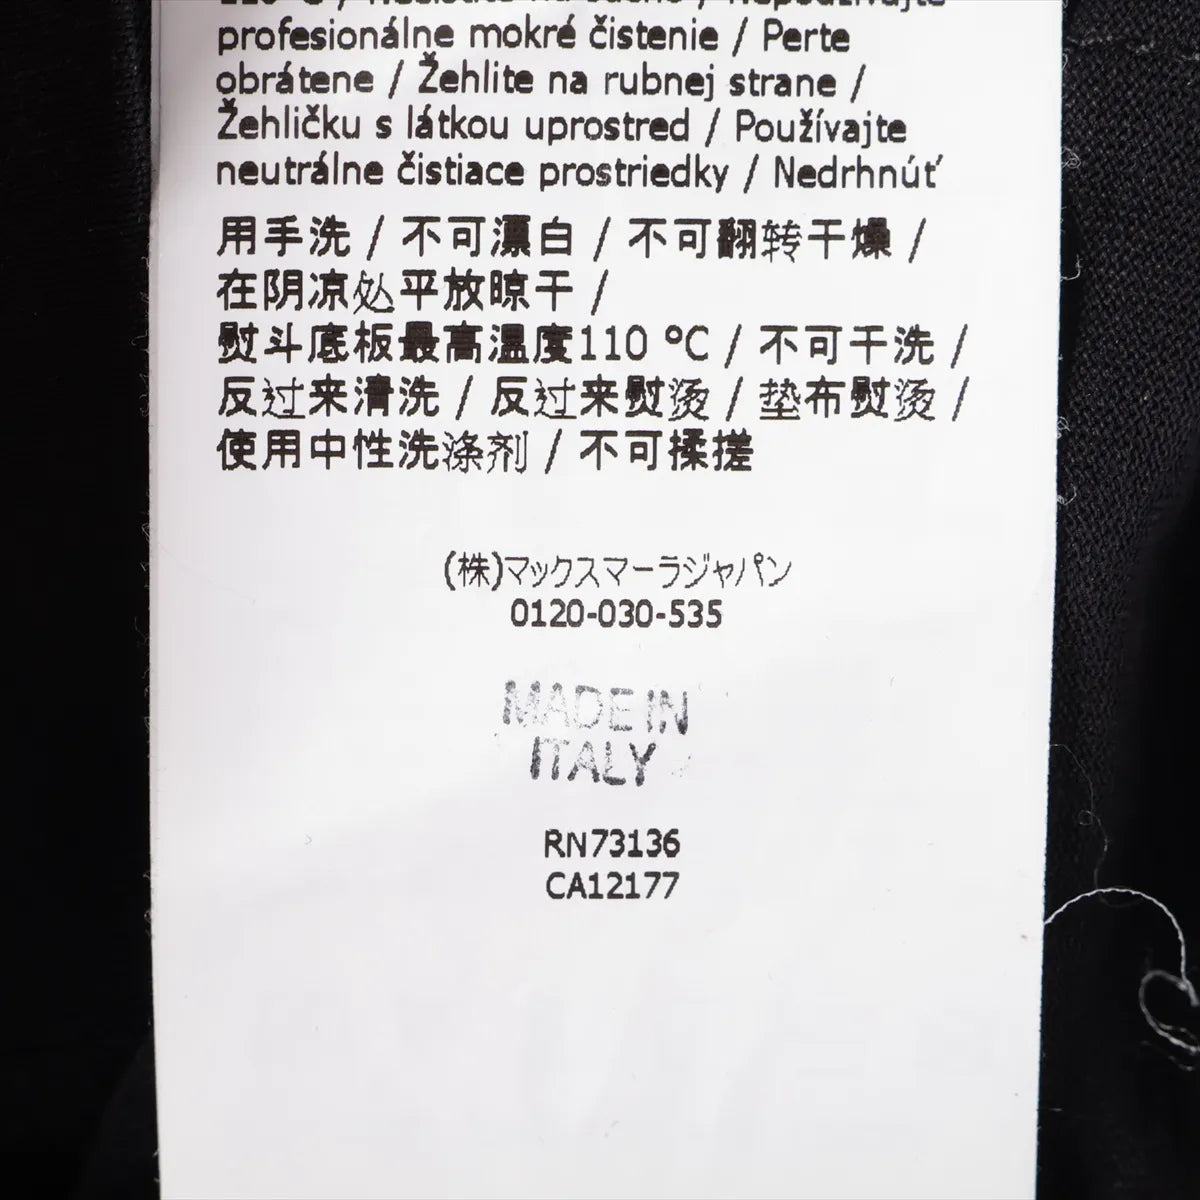 110 °C / Nečistite na sucho / Nepoužívajte
profesionálne mokré čistenie / Perte
obrátene / Žehlite na rubnej strane /
Žehličku s látkou uprostred / Používajte
neutrálne čistiace prostriedky / Nedrhnúť
用手洗 / 不可漂白 / 不可翻转干燥 /
在阴凉处平放晾干 /
熨斗底板最高温度110 °C / 不可干洗 /
反过来清洗 / 反过来熨烫 / 垫布熨烫 /
使用中性洗涤剂 / 不可揉搓
(株)マックスマーラジャパン
0120-030-535
MADE IN
ITALY
RN73136
CA12177